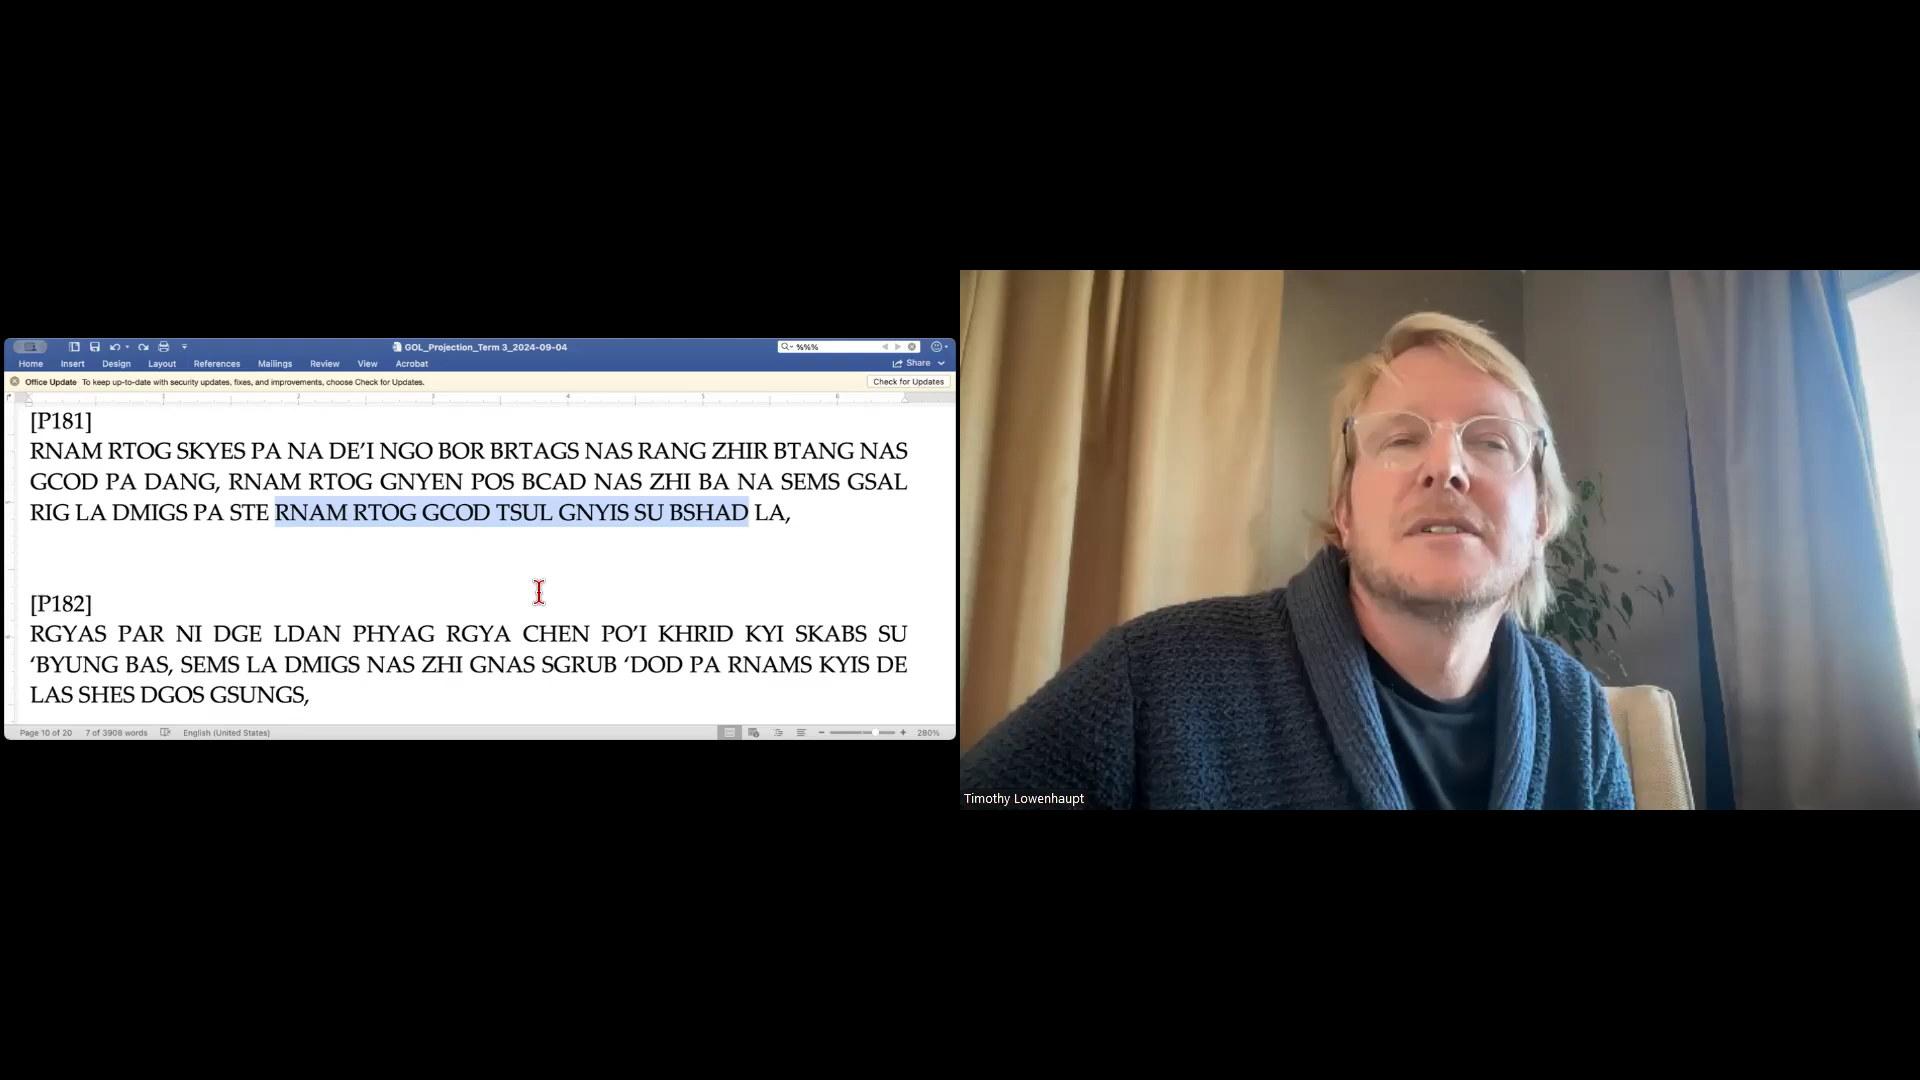 GOL_Projection_Term 3_2024-09-04
%%%
Home Insert Design Layout References Mailings Review View Acrobat Share
Office Update To keep up-to-date with security updates, fixes, and improvements, choose Check for Updates. Check for Updates
1 2 3 4 5 6
[P181]
RNAM RTOG SKYES PA NA DE’I NGO BOR BRTAGS NAS RANG ZHIR BTANG NAS
GCOD PA DANG, RNAM RTOG GNYEN POS BCAD NAS ZHI BA NA SEMS GSAL
RIG LA DMIGS PA STE RNAM RTOG GCOD TSUL GNYIS SU BSHAD LA,
[P182]
RGYAS PAR NI DGE LDAN PHYAG RGYA CHEN PO’I KHRID KYI SKABS SU
‘BYUNG BAS, SEMS LA DMIGS NAS ZHI GNAS SGRUB ‘DOD PA RNAMS KYIS DE
LAS SHES DGOS GSUNGS,
Page 10 of 20 7 of 3908 words English (United States) 280%
Timothy Lowenhaupt